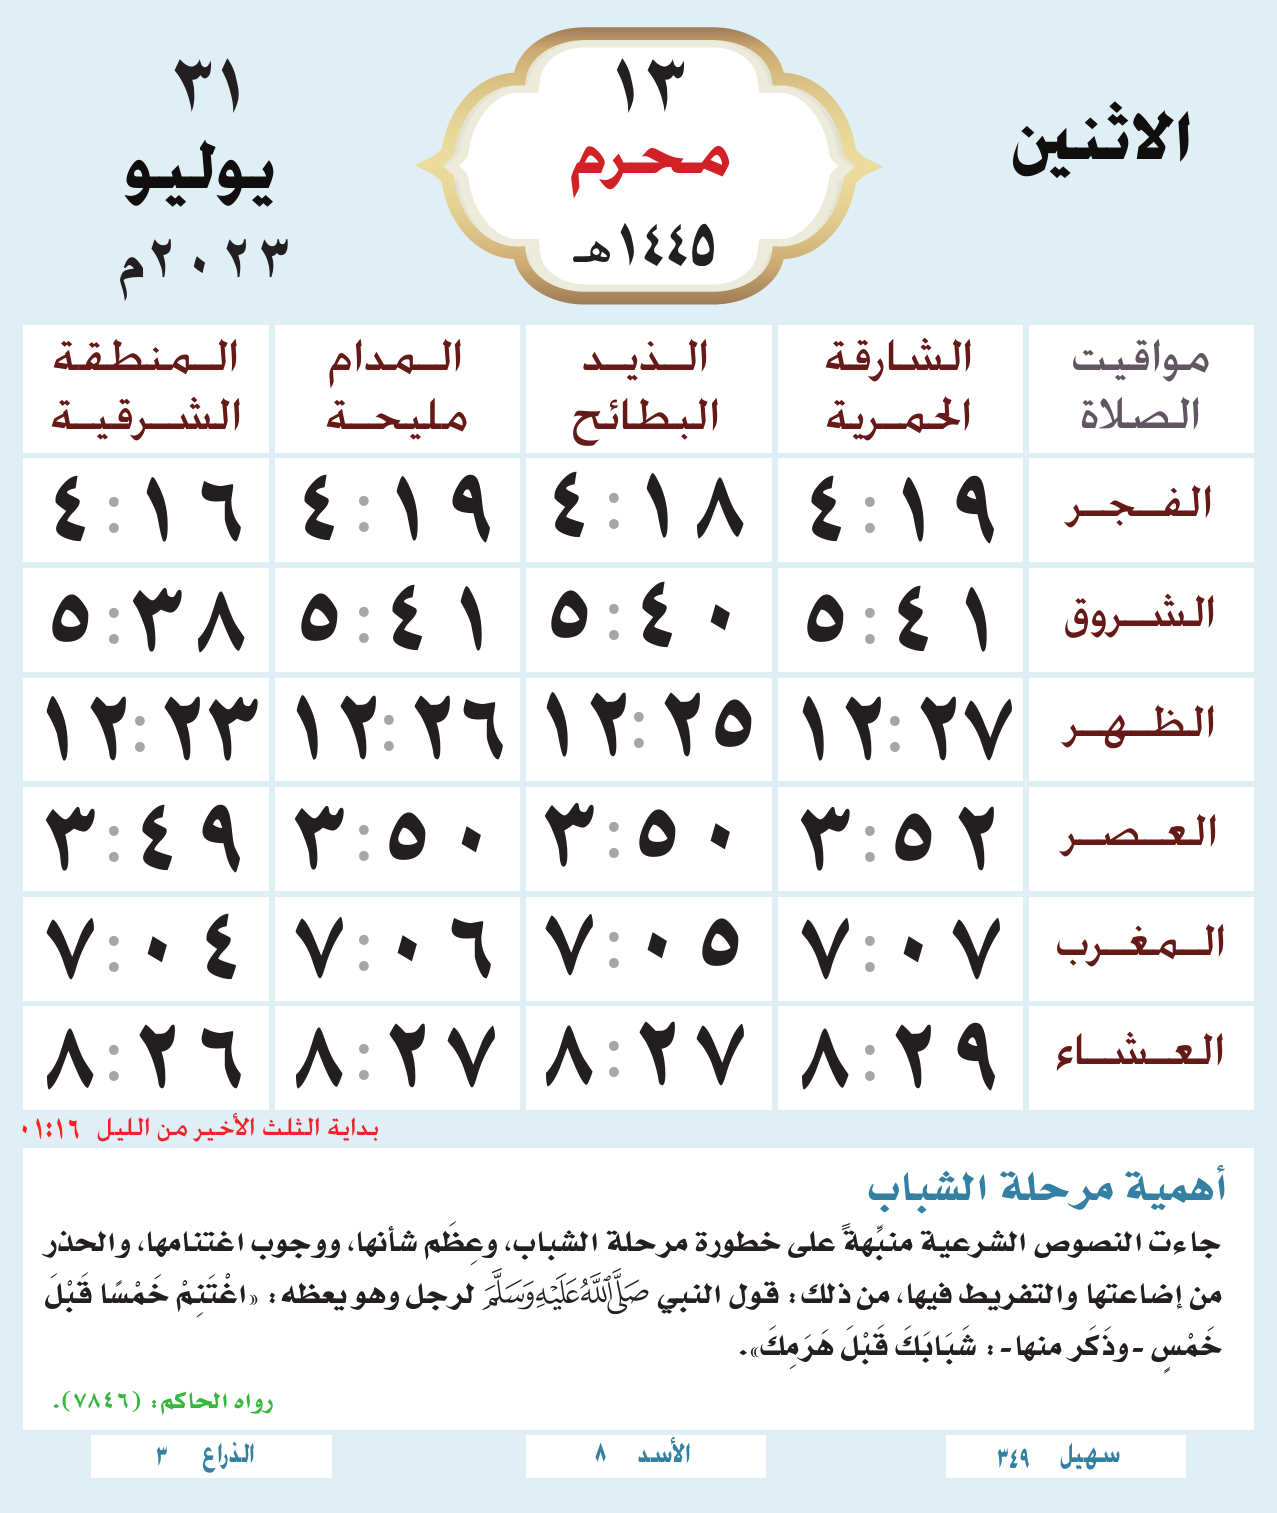 الاثنين
١٣
محرم
١٤٤٥هـ
٣١
يوليو
٢٠٢٣م
مواقيت الصلاة
الشارقة الحمرية
الذيد البطائح
المدام مليحة
المنطقة الشرقية
الفجر ٤:١٩ ٤:١٨ ٤:١٩ ٤:١٦
الشروق ٥:٤١ ٥:٤٠ ٥:٤١ ٥:٣٨
الظهر ١٢:٢٧ ١٢:٢٥ ١٢:٢٦ ١٢:٢٣
العصر ٣:٥٢ ٣:٥٠ ٣:٥٠ ٣:٤٩
المغرب ٧:٠٧ ٧:٠٥ ٧:٠٦ ٧:٠٤
العشاء ٨:٢٩ ٨:٢٧ ٨:٢٧ ٨:٢٦
بداية الثلث الأخير من الليل ٠١:١٦
أهمية مرحلة الشباب
جاءت النصوص الشرعية منبِّهةً على خطورة مرحلة الشباب، وعِظَم شأنها، ووجوب اغتنامها، والحذر
من إضاعتها والتفريط فيها، من ذلك: قول النبي ﷺ لرجل وهو يعظه: «اغْتَنِمْ خَمْسًا قَبْلَ
خَمْسٍ -وذَكَر منها-: شَبَابَكَ قَبْلَ هَرَمِكَ».
رواه الحاكم: (٧٨٤٦).
سهيل ٣٤٩
الأسد ٨
الذراع ٣